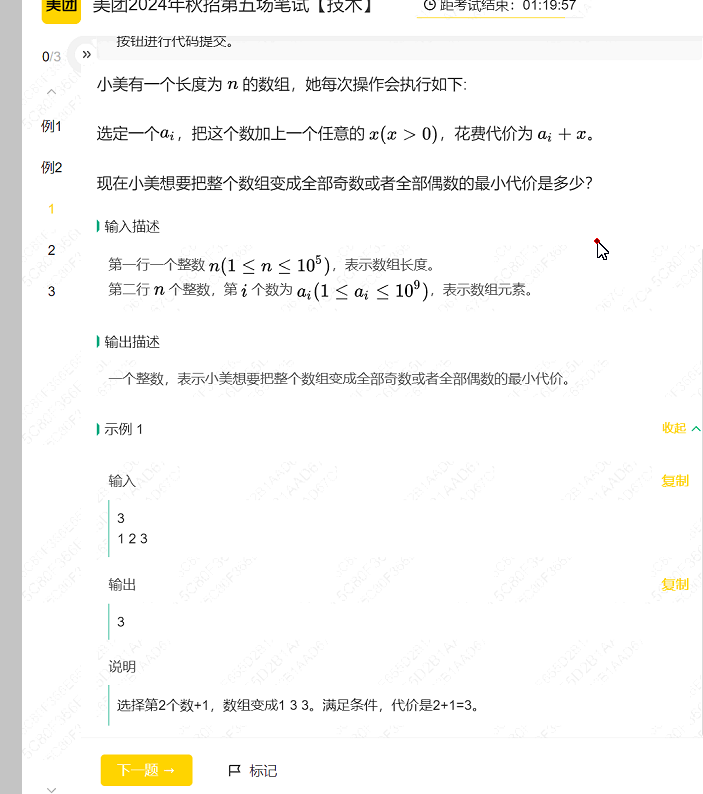 美团 美团2024年秋招第五场笔试【技术】 距考试结束：01:19:57
0/3 » 按钮进行代码提交。
小美有一个长度为 n 的数组，她每次操作会执行如下：
例1
选定一个aᵢ，把这个数加上一个任意的 x(x > 0)，花费代价为 aᵢ + x。
例2
现在小美想要把整个数组变成全部奇数或者全部偶数的最小代价是多少？
1
输入描述
2
第一行一个整数 n(1 ≤ n ≤ 10⁵)，表示数组长度。
3
第二行 n 个整数，第 i 个数为 aᵢ(1 ≤ aᵢ ≤ 10⁹)，表示数组元素。
输出描述
一个整数，表示小美想要把整个数组变成全部奇数或者全部偶数的最小代价。
示例 1 收起
输入 复制
3
1 2 3
输出 复制
3
说明
选择第2个数+1，数组变成1 3 3。满足条件，代价是2+1=3。
下一题 → 标记